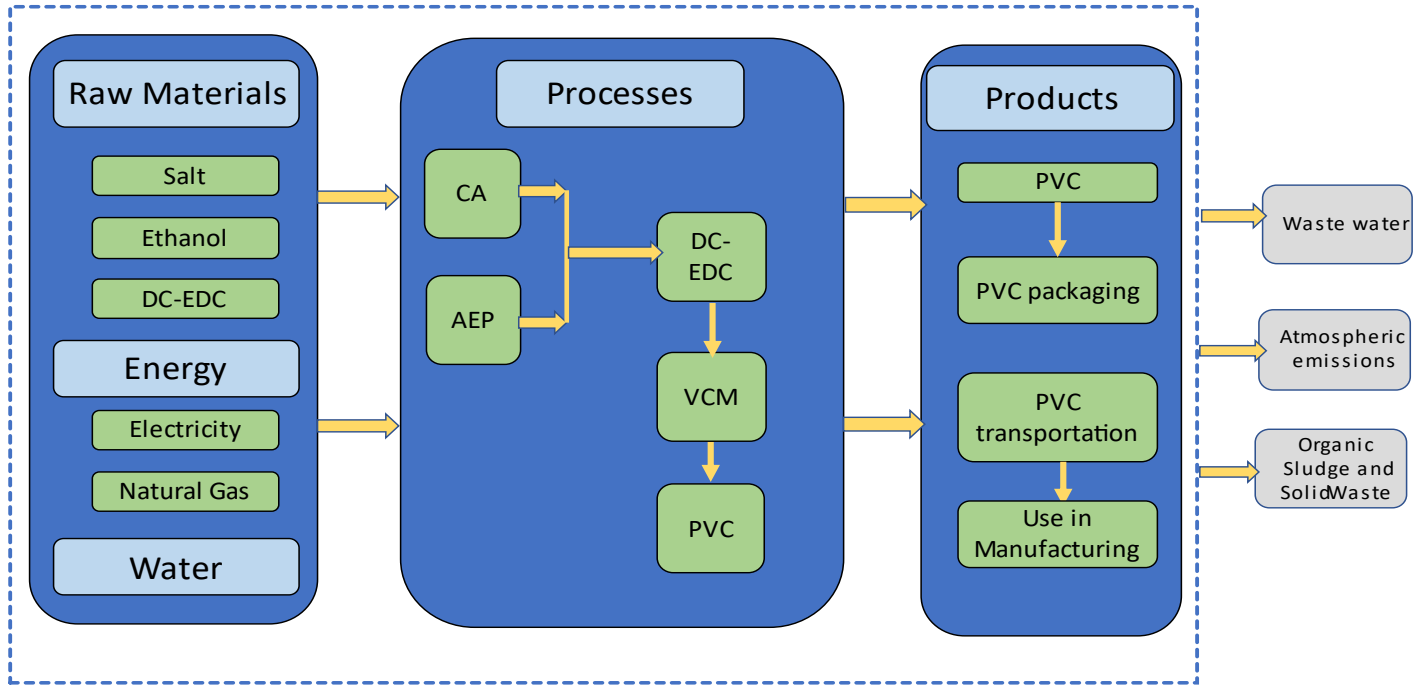 Raw Materials
Salt
Ethanol
DC-EDC
Energy
Electricity
Natural Gas
Water
Processes
CA
AEP
DC-
EDC
VCM
PVC
Products
PVC
PVC packaging
PVC
transportation
Use in
Manufacturing
Waste water
Atmospheric
emissions
Organic
Sludge and
SolidWaste